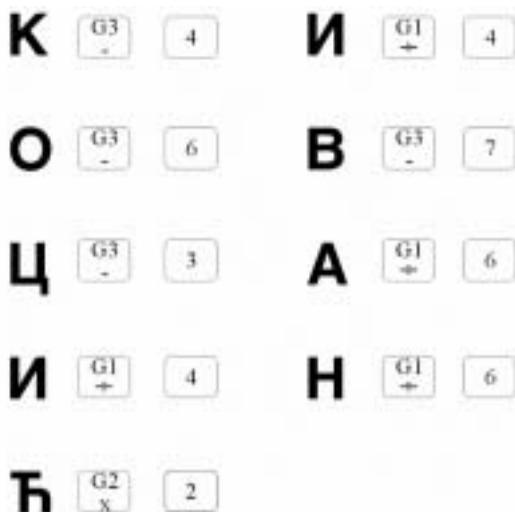 К G3 - 4 И G1 ÷ 4
О G3 - 6 В G3 - 7
Ц G3 - 3 А G1 ÷ 6
И G1 ÷ 4 Н G1 ÷ 6
Ђ G2 x 2